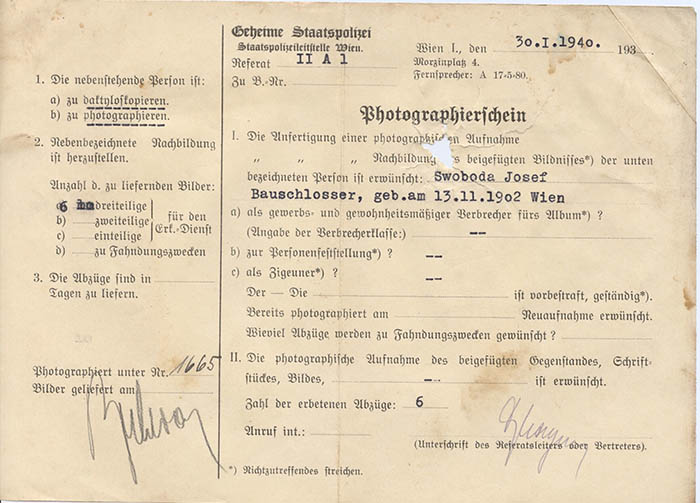 Geheime Staatspolizei
Staatspolizeileitstelle Wien.
Referat II A 1
Zu B.-Nr.
Wien I., den 30.I.1940. 193
Morzinplatz 4.
Fernsprecher: A 17-5-80.
1. Die nebenstehende Person ist:
a) zu daktyloskopieren.
b) zu photographieren.
2. Nebenbezeichnete Nachbildung
ist herzustellen.
Anzahl d. zu liefernden Bilder:
a) 6 dreiteilige
b) zweiteilige
c) einteilige
für den
Erk.-Dienst
d) zu Fahndungszwecken
3. Die Abzüge sind in
Tagen zu liefern.
Photographiert unter Nr. 1665
Bilder geliefert am
Photographierschein
I. Die Anfertigung einer photographischen Aufnahme
„ „ „ Nachbildung des beigefügten Bildnisses*) der unten
bezeichneten Person ist erwünscht: Swoboda Josef
Bauschlosser, geb.am 13.11.1902 Wien
a) als gewerbs- und gewohnheitsmäßiger Verbrecher fürs Album*) ?
(Angabe der Verbrecherklasse:) --
b) zur Personenfeststellung*) ? --
c) als Zigeuner*) ? --
Der — Die ist vorbestraft, geständig*).
Bereits photographiert am Neuaufnahme erwünscht.
Wieviel Abzüge werden zu Fahndungszwecken gewünscht ?
II. Die photographische Aufnahme des beigefügten Gegenstandes, Schrift-
stückes, Bildes, -- ist erwünscht.
Zahl der erbetenen Abzüge: 6
Anruf int.:
(Unterschrift des Referatsleiters oder Vertreters).
*) Nichtzutreffendes streichen.